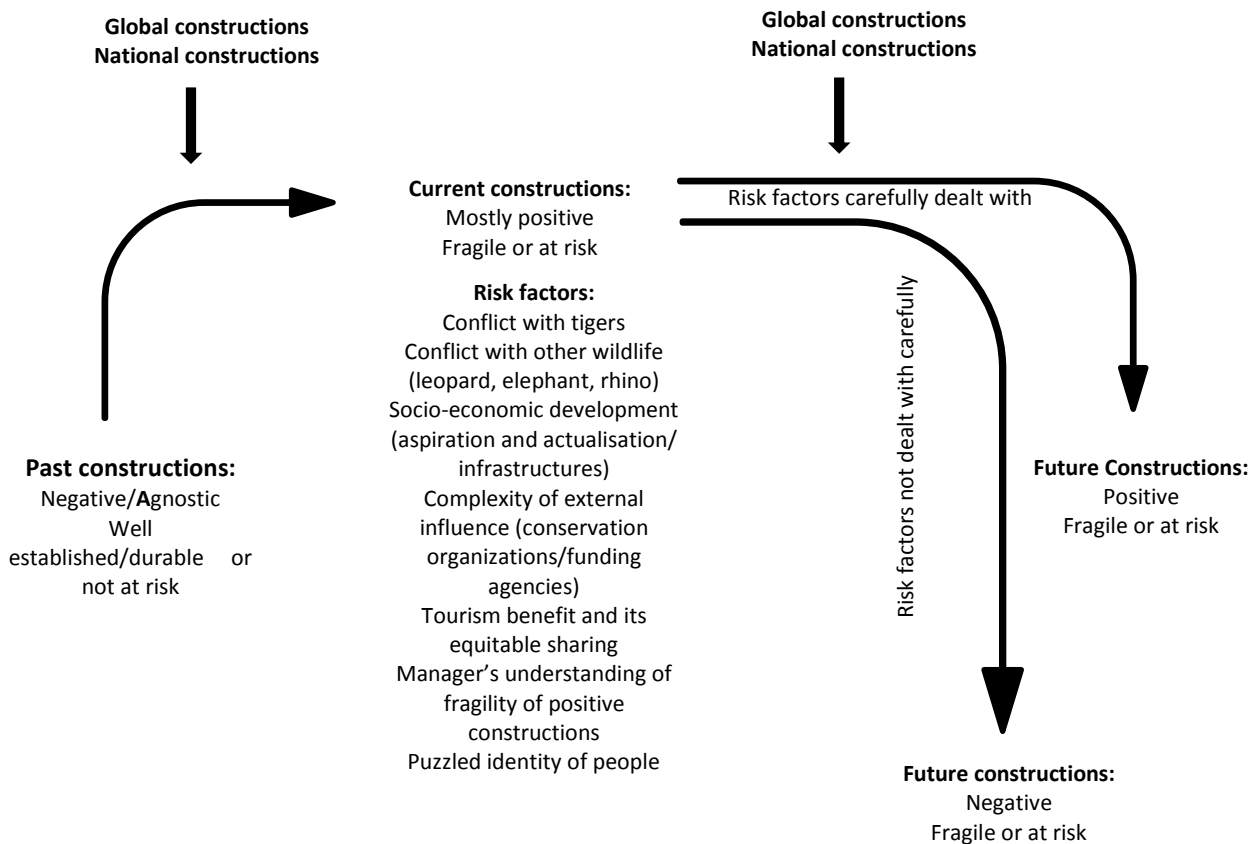 Global constructions
National constructions
Global constructions
National constructions
Past constructions:
Negative/Agnostic
Well
established/durable or
not at risk
Current constructions:
Mostly positive
Fragile or at risk
Risk factors:
Conflict with tigers
Conflict with other wildlife
(leopard, elephant, rhino)
Socio-economic development
(aspiration and actualisation/
infrastructures)
Complexity of external
influence (conservation
organizations/funding
agencies)
Tourism benefit and its
equitable sharing
Manager’s understanding of
fragility of positive
constructions
Puzzled identity of people
Risk factors carefully dealt with
Risk factors not dealt with carefully
Future Constructions:
Positive
Fragile or at risk
Future constructions:
Negative
Fragile or at risk